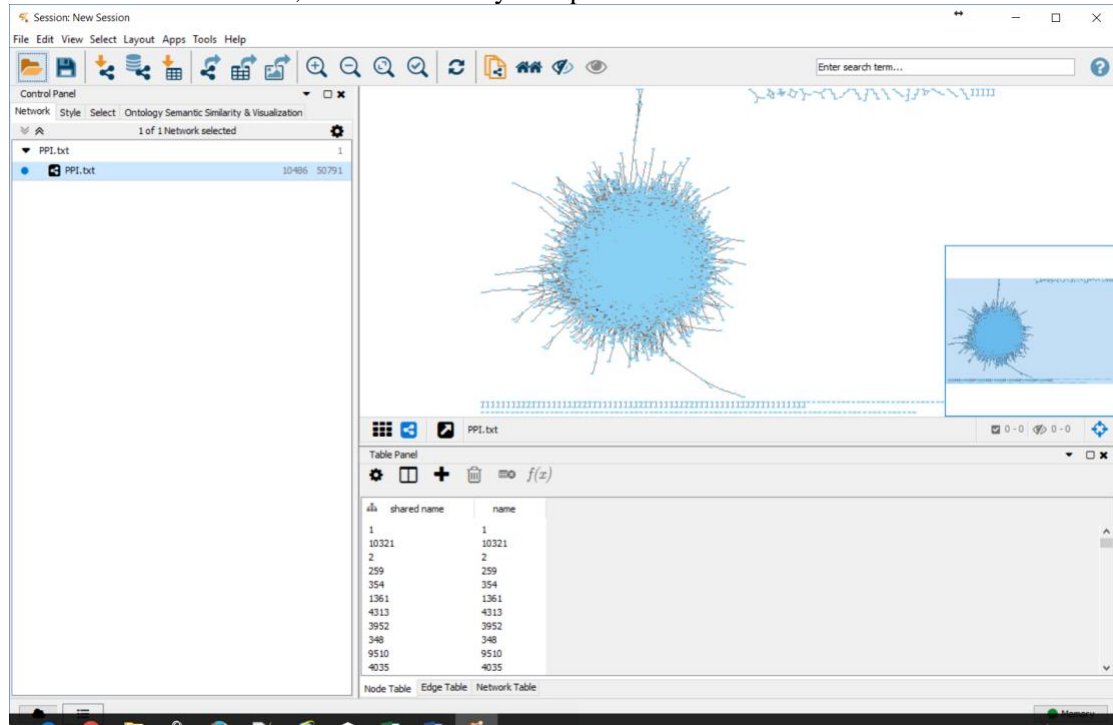 Session: New Session
File Edit View Select Layout Apps Tools Help
Enter search term...
Control Panel
Network Style Select Ontology Semantic Similarity & Visualization
1 of 1 Network selected
PPI.txt 1
PPI.txt 10486 50791
PPI.txt
0 - 0 0 - 0
Table Panel
f(x)
shared name name
1 1
10321 10321
2 2
259 259
354 354
1361 1361
4313 4313
3952 3952
348 348
9510 9510
4035 4035
Node Table Edge Table Network Table
Memory